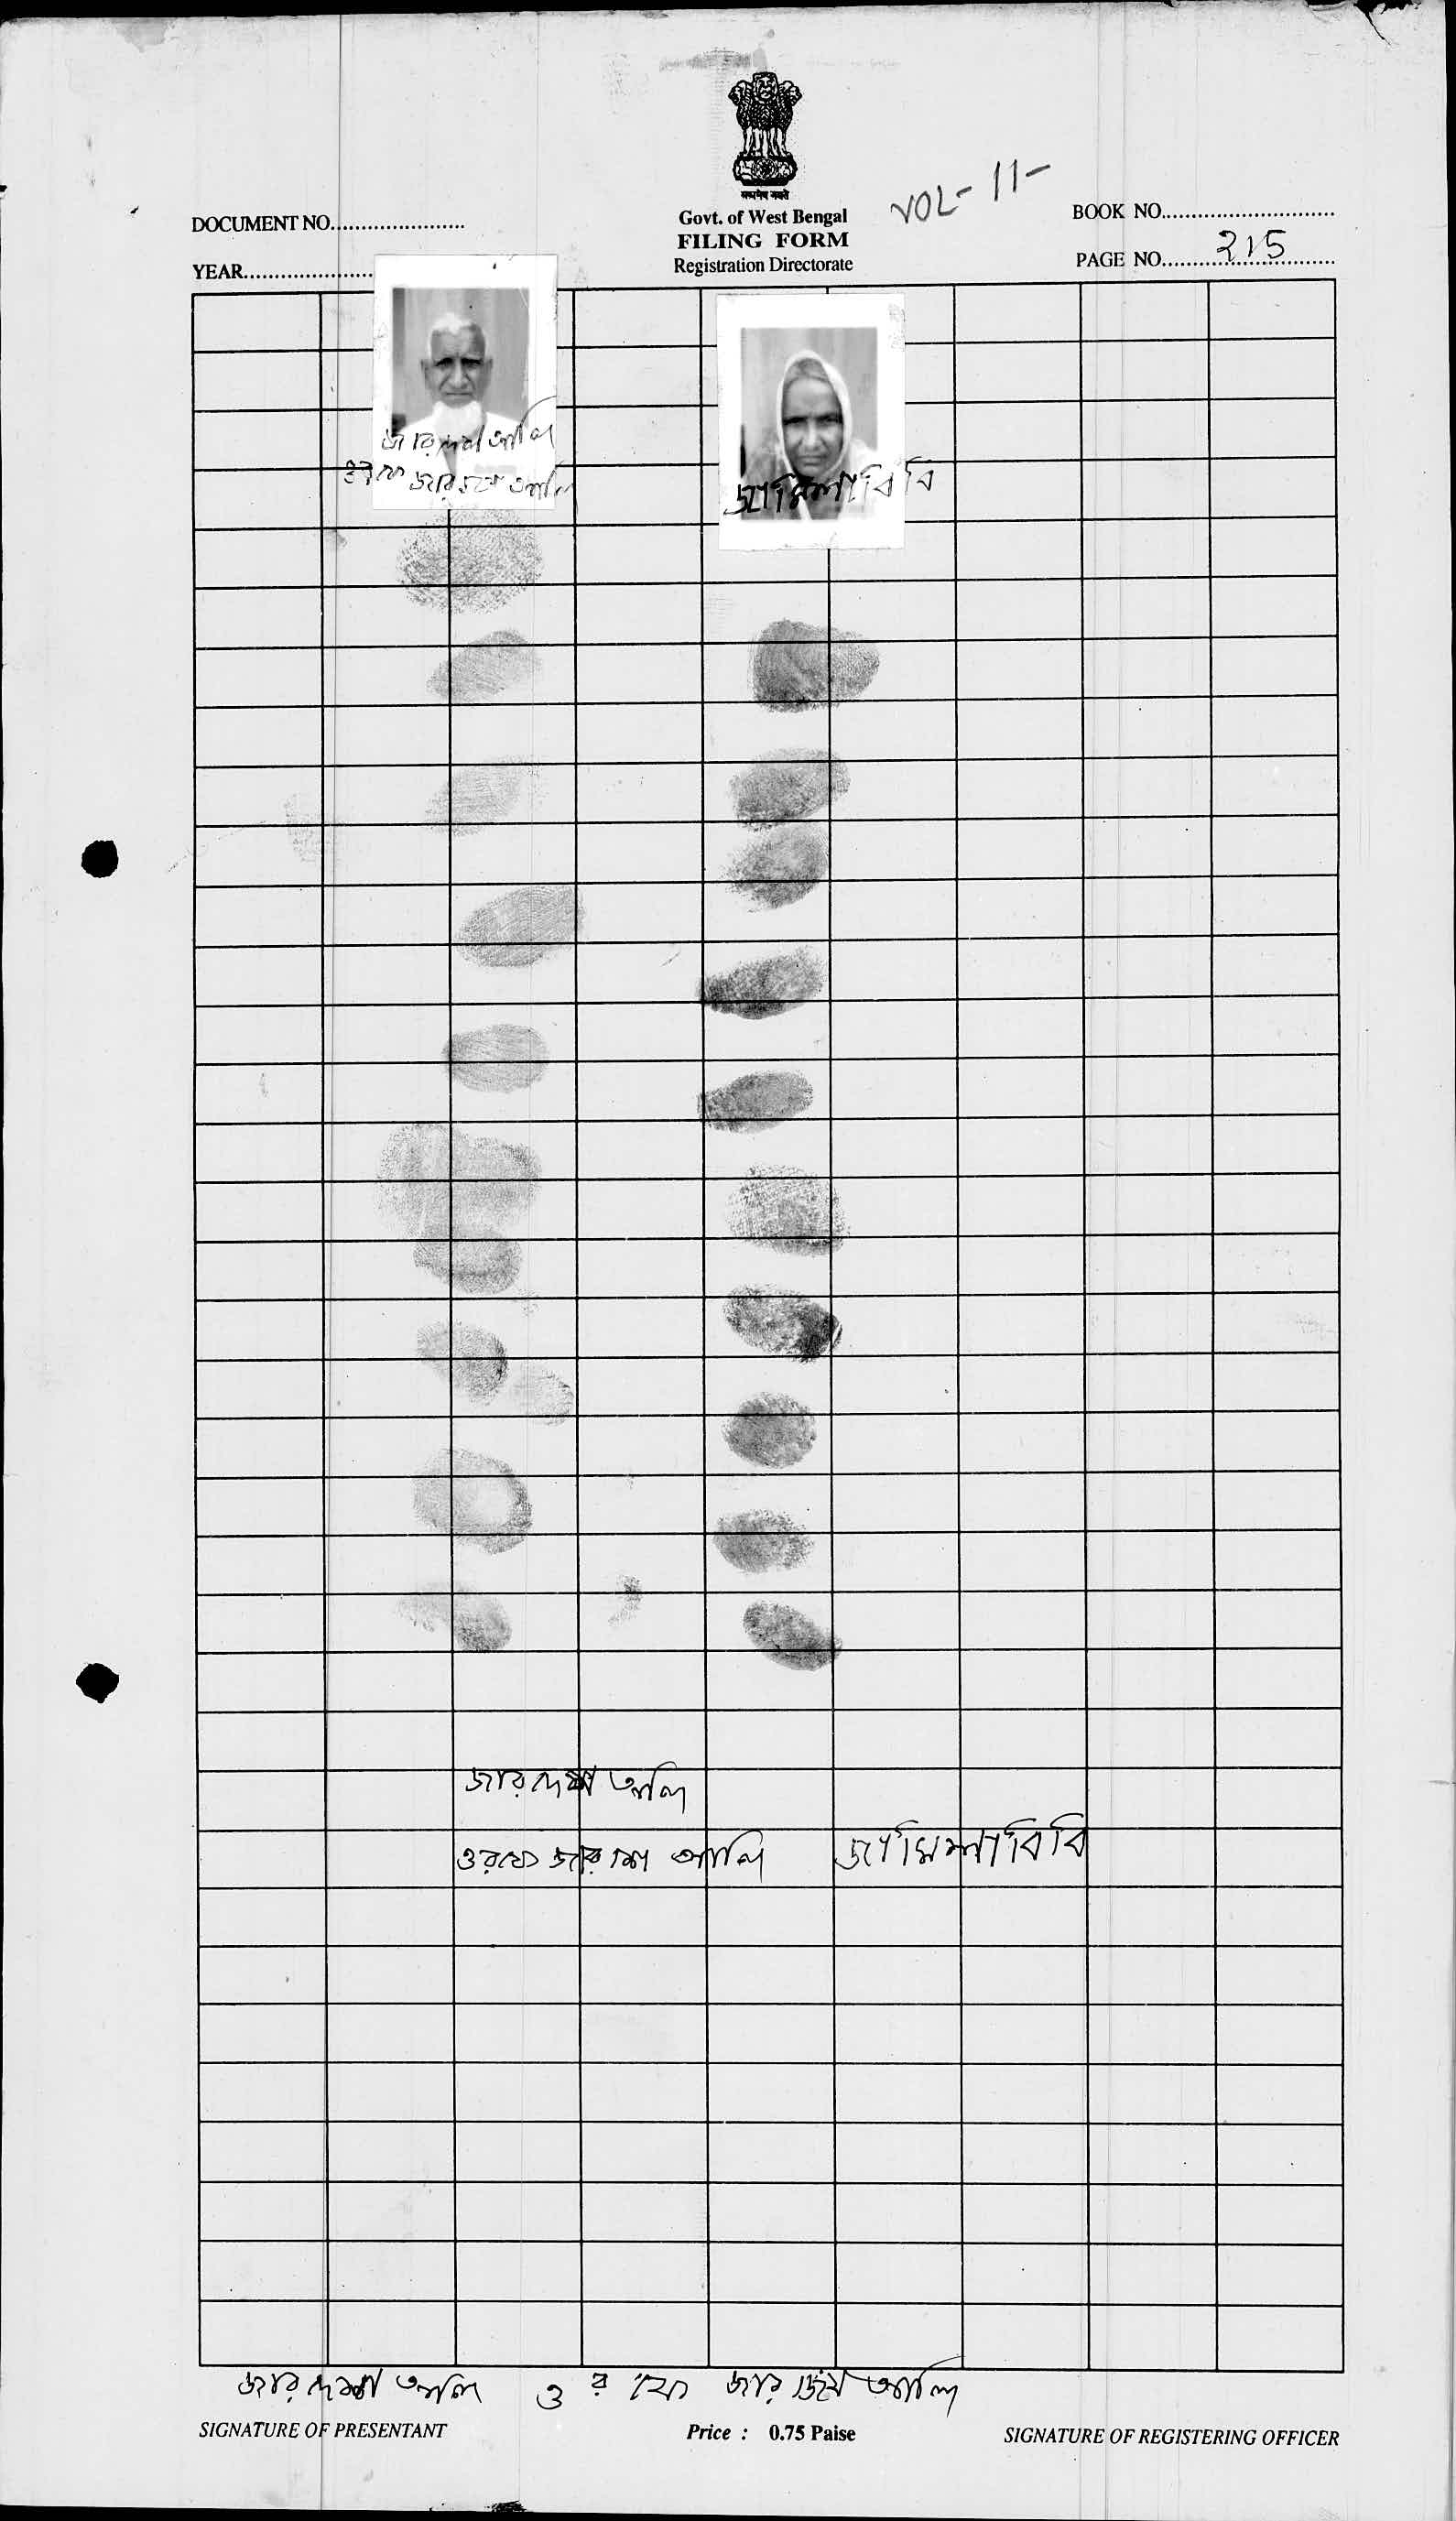 सत्यमेव जयते
Govt. of West Bengal
FILING FORM
Registration Directorate
VOL- 11-
DOCUMENT NO.....................
YEAR.....................
BOOK NO............................
PAGE NO. 215
আলি
আলি
জামিলা বিবি
আলি
ওরফে আলি
জামিলা বিবি
আলি ওরফে আলি
SIGNATURE OF PRESENTANT
Price : 0.75 Paise
SIGNATURE OF REGISTERING OFFICER